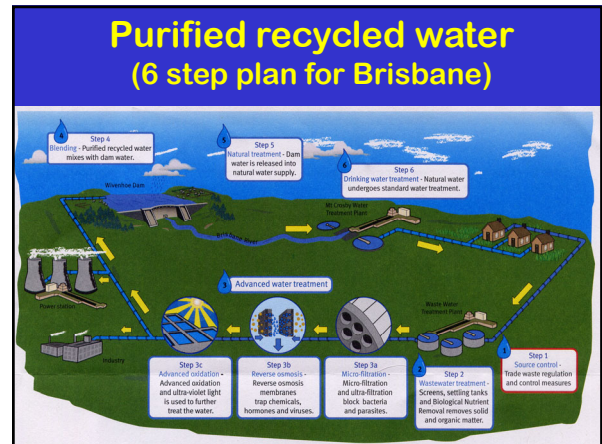 Purified recycled water
(6 step plan for Brisbane)
4
Step 4
Blending - Purified recycled water
mixes with dam water.
5
Step 5
Natural treatment - Dam
water is released into
natural water supply.
6
Step 6
Drinking water treatment - Natural water
undergoes standard water treatment.
Wivenhoe Dam
Mt Crosby Water
Treatment Plant
Brisbane River
3
Advanced water treatment
Power station
Waste Water
Treatment Plant
Industry
Step 3c
Advanced oxidation -
Advanced oxidation
and ultra-violet light
is used to further
treat the water.
Step 3b
Reverse osmosis -
Reverse osmosis
membranes
trap chemicals,
hormones and viruses.
Step 3a
Micro-filtration -
Micro-filtration
and ultra-filtration
block bacteria
and parasites.
2
Step 2
Wastewater treatment -
Screens, settling tanks
and Biological Nutrient
Removal removes solid
and organic matter.
1
Step 1
Source control -
Trade waste regulation
and control measures